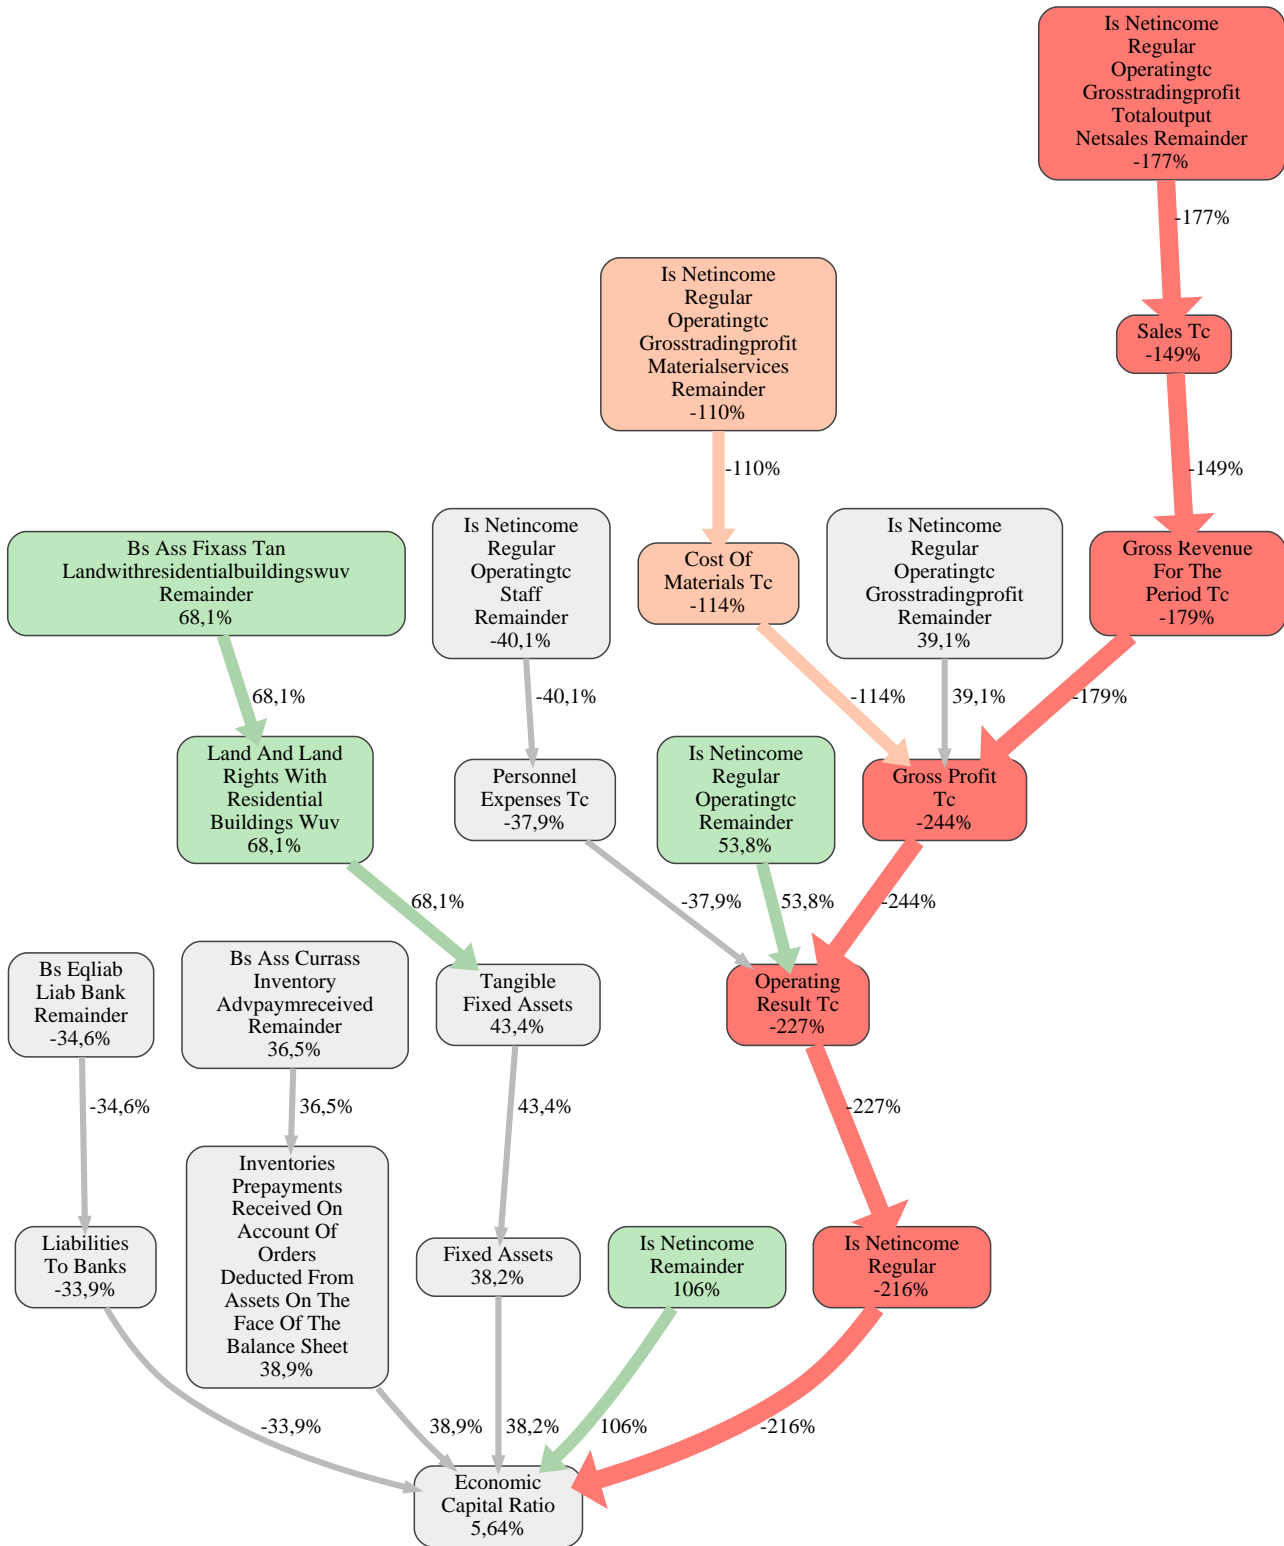 Is Netincome
Regular
Operatingtc
Grosstradingprofit
Totaloutput
Netsales Remainder
-177%
-177%
Is Netincome
Regular
Operatingtc
Grosstradingprofit
Materialservices
Remainder
-110%
Sales Tc
-149%
-110%
-149%
Bs Ass Fixass Tan
Landwithresidentialbuildingswuv
Remainder
68,1%
Is Netincome
Regular
Operatingtc
Staff
Remainder
-40,1%
Cost Of
Materials Tc
-114%
Is Netincome
Regular
Operatingtc
Grosstradingprofit
Remainder
39,1%
Gross Revenue
For The
Period Tc
-179%
68,1%
-40,1%
-114%
39,1%
-179%
Land And Land
Rights With
Residential
Buildings Wuv
68,1%
Personnel
Expenses Tc
-37,9%
Is Netincome
Regular
Operatingtc
Remainder
53,8%
Gross Profit
Tc
-244%
68,1%
-37,9%
53,8%
-244%
Bs Eqliab
Liab Bank
Remainder
-34,6%
Bs Ass Currass
Inventory
Advpaymreceived
Remainder
36,5%
Tangible
Fixed Assets
43,4%
Operating
Result Tc
-227%
-34,6%
36,5%
43,4%
-227%
Liabilities
To Banks
-33,9%
Inventories
Prepayments
Received On
Account Of
Orders
Deducted From
Assets On The
Face Of The
Balance Sheet
38,9%
Fixed Assets
38,2%
Is Netincome
Remainder
106%
Is Netincome
Regular
-216%
-33,9%
38,9%
38,2%
106%
-216%
Economic
Capital Ratio
5,64%